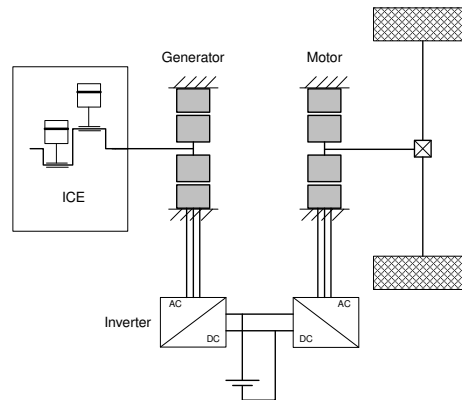 Generator
Motor
ICE
AC
AC
Inverter
DC
DC